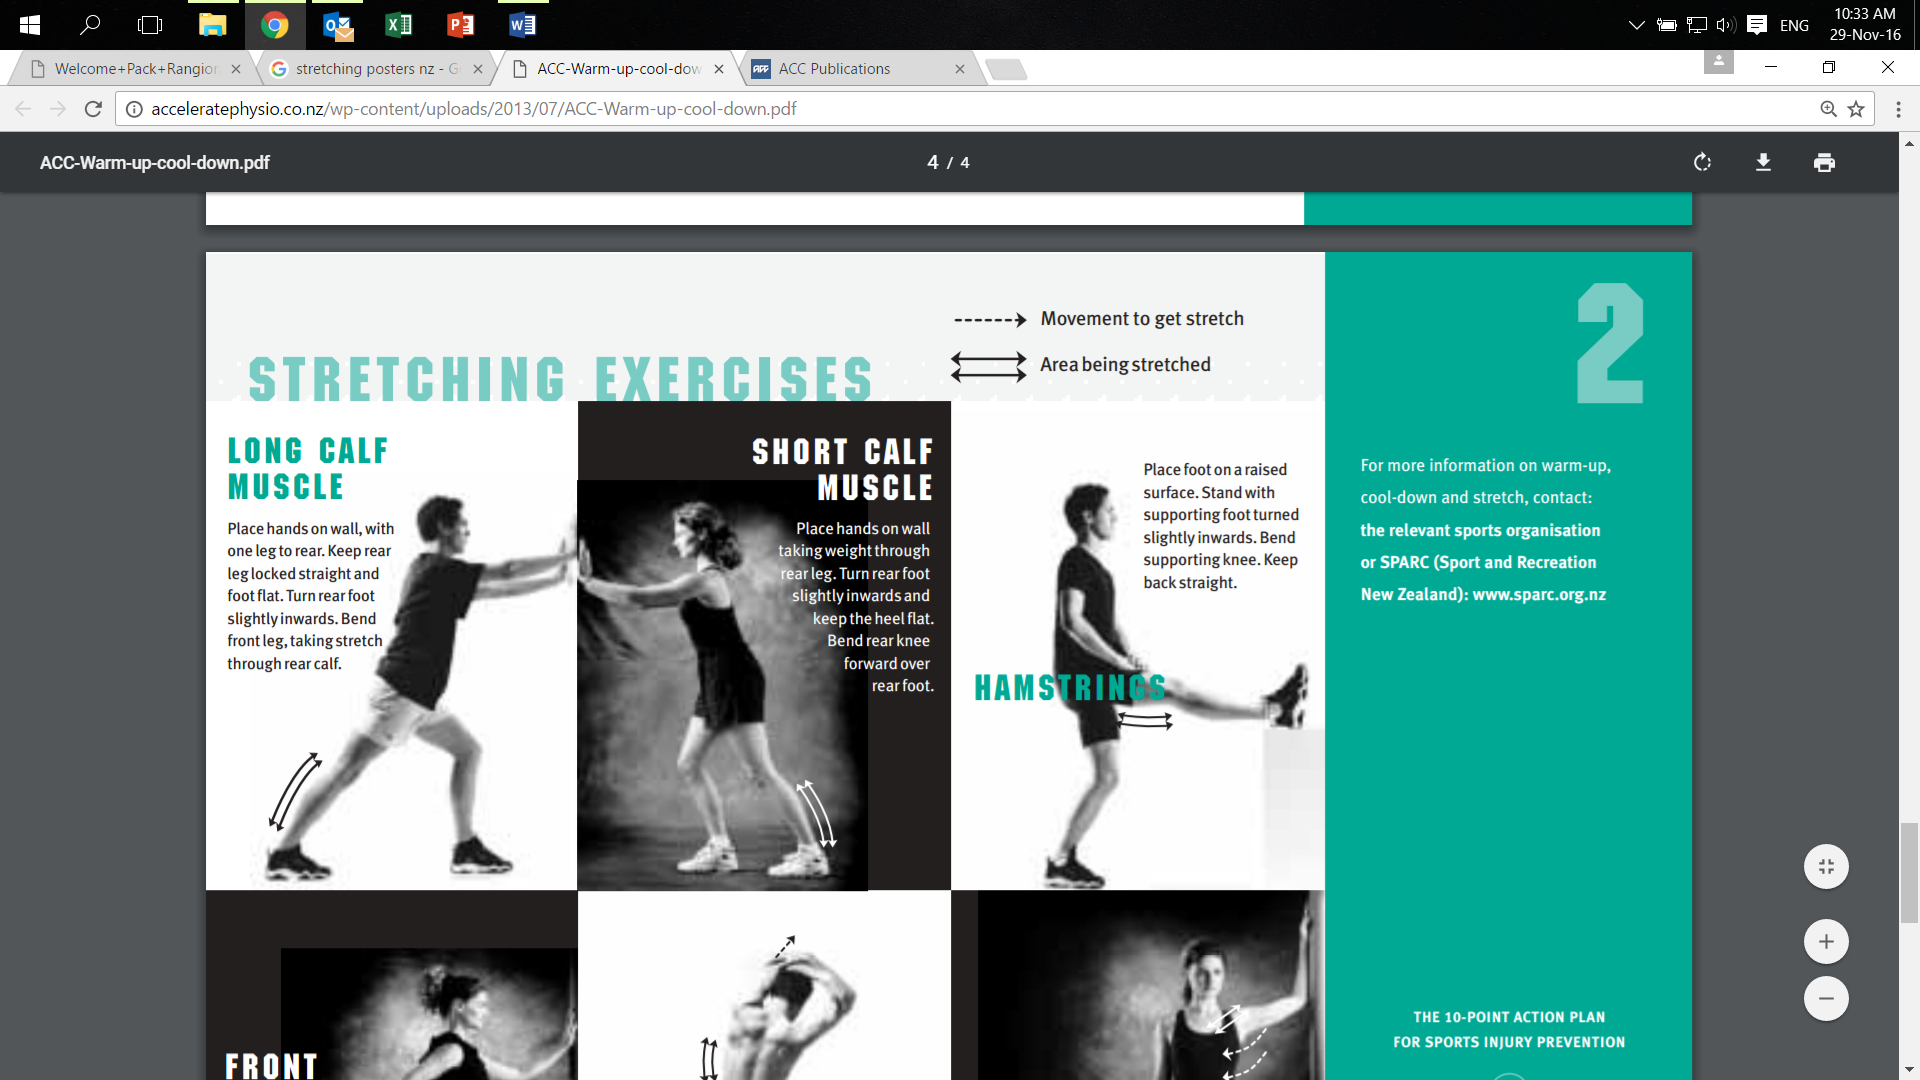 ENG
10:33 AM
29-Nov-16
Welcome+Pack+Rangior
stretching posters nz - G
ACC-Warm-up-cool-dow
ACC Publications
acceleratephysio.co.nz/wp-content/uploads/2013/07/ACC-Warm-up-cool-down.pdf
ACC-Warm-up-cool-down.pdf
4 / 4
STRETCHING EXERCISES
Movement to get stretch
Area being stretched
2
LONG CALF
MUSCLE
Place hands on wall, with
one leg to rear. Keep rear
leg locked straight and
foot flat. Turn rear foot
slightly inwards. Bend
front leg, taking stretch
through rear calf.
SHORT CALF
MUSCLE
Place hands on wall
taking weight through
rear leg. Turn rear foot
slightly inwards and
keep the heel flat.
Bend rear knee
forward over
rear foot.
Place foot on a raised
surface. Stand with
supporting foot turned
slightly inwards. Bend
supporting knee. Keep
back straight.
HAMSTRINGS
For more information on warm-up,
cool-down and stretch, contact:
the relevant sports organisation
or SPARC (Sport and Recreation
New Zealand): www.sparc.org.nz
FRONT
THE 10-POINT ACTION PLAN
FOR SPORTS INJURY PREVENTION